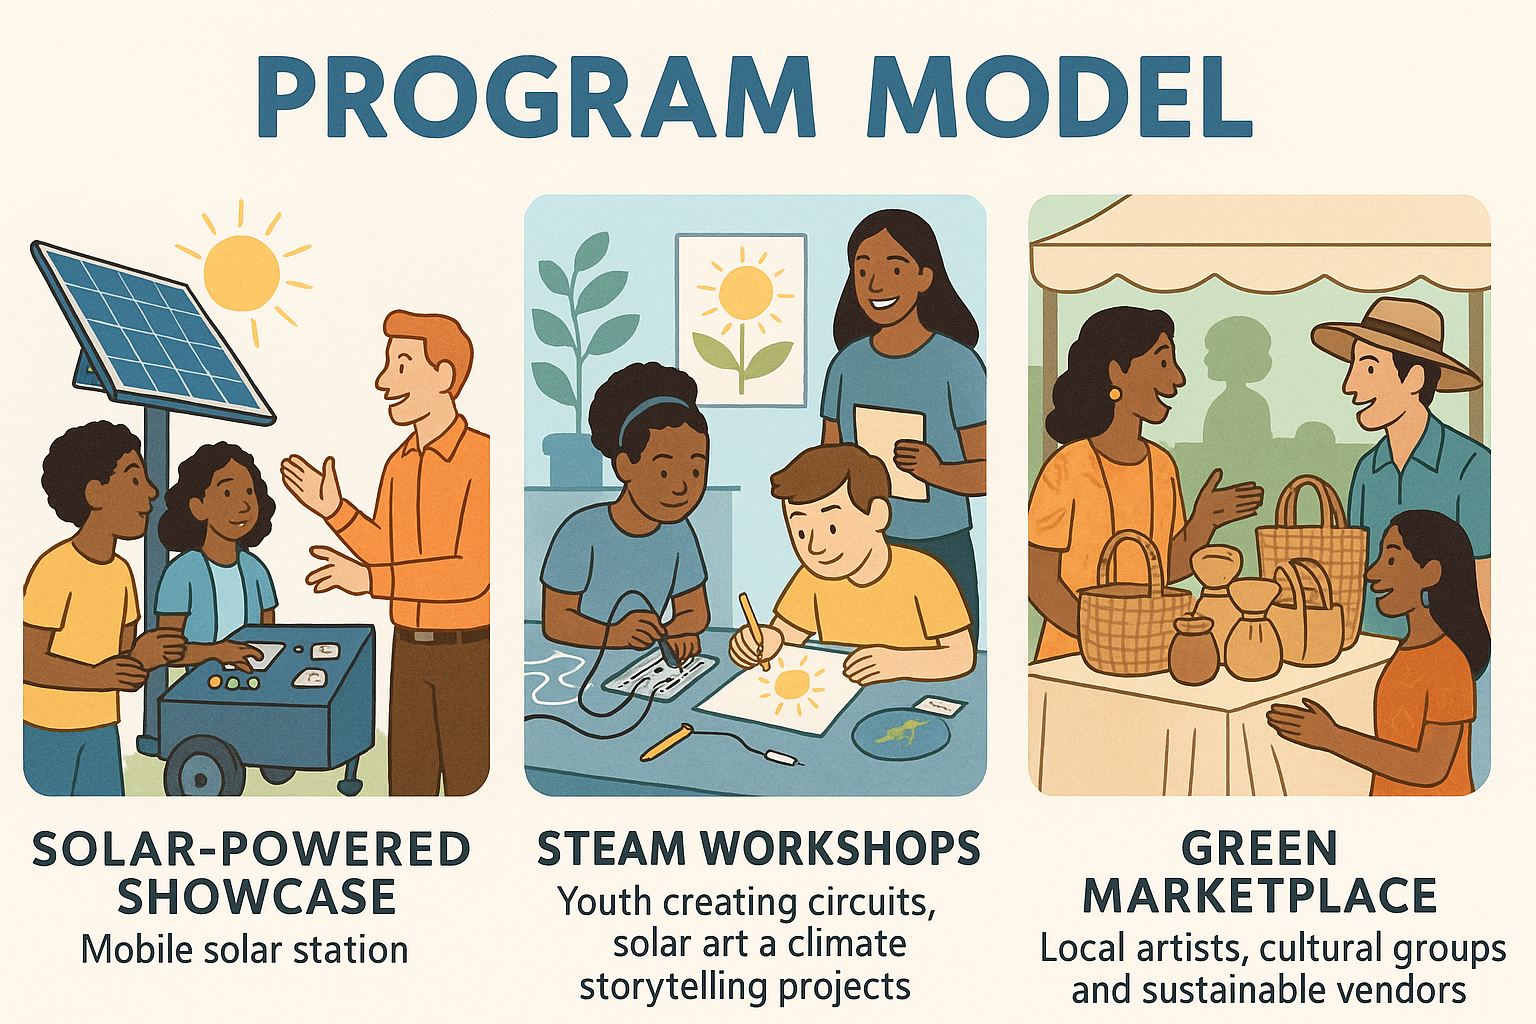 PROGRAM MODEL
SOLAR-POWERED
SHOWCASE
Mobile solar station
STEAM WORKSHOPS
Youth creating circuits,
solar art a climate
storytelling projects
GREEN
MARKETPLACE
Local artists, cultural groups
and sustainable vendors